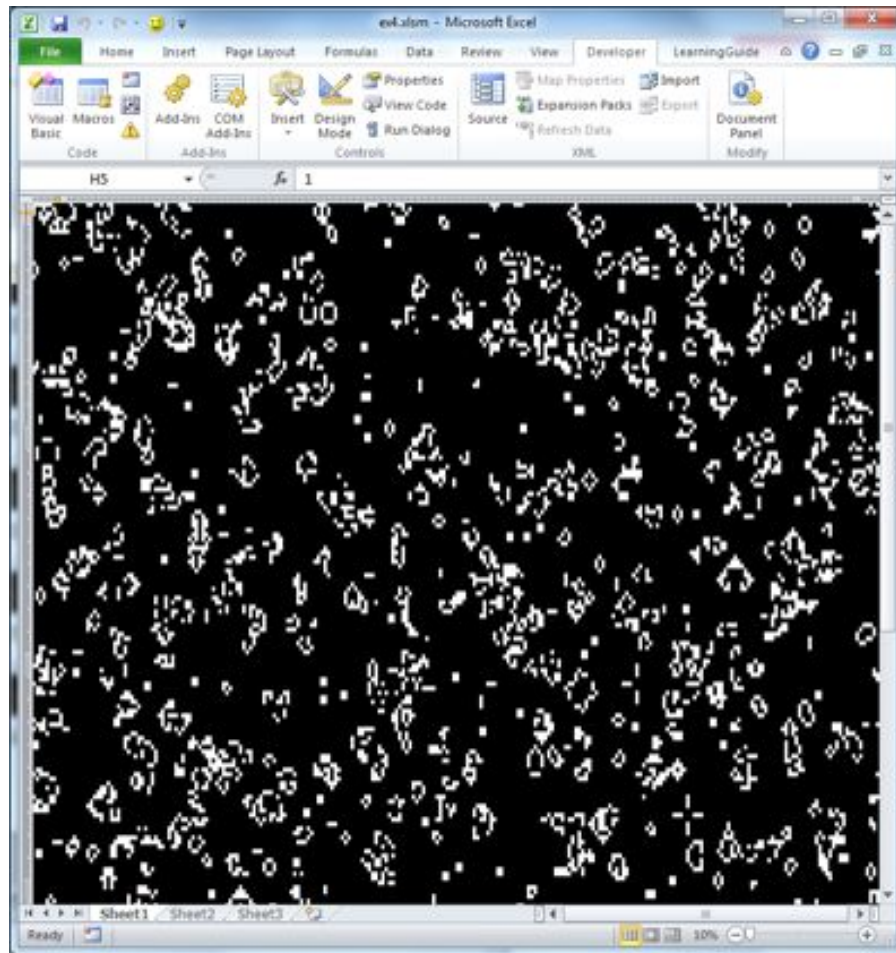 ex4.xlsm - Microsoft Excel
File Home Insert Page Layout Formulas Data Review View Developer LearningGuide
Visual Basic Macros Add-Ins COM Add-Ins Insert Design Mode Properties View Code Run Dialog Source Map Properties Expansion Packs Refresh Data Import Export Document Panel
Code Add-Ins Controls XML Modify
H5 fx 1
Sheet1 Sheet2 Sheet3
Ready 10%